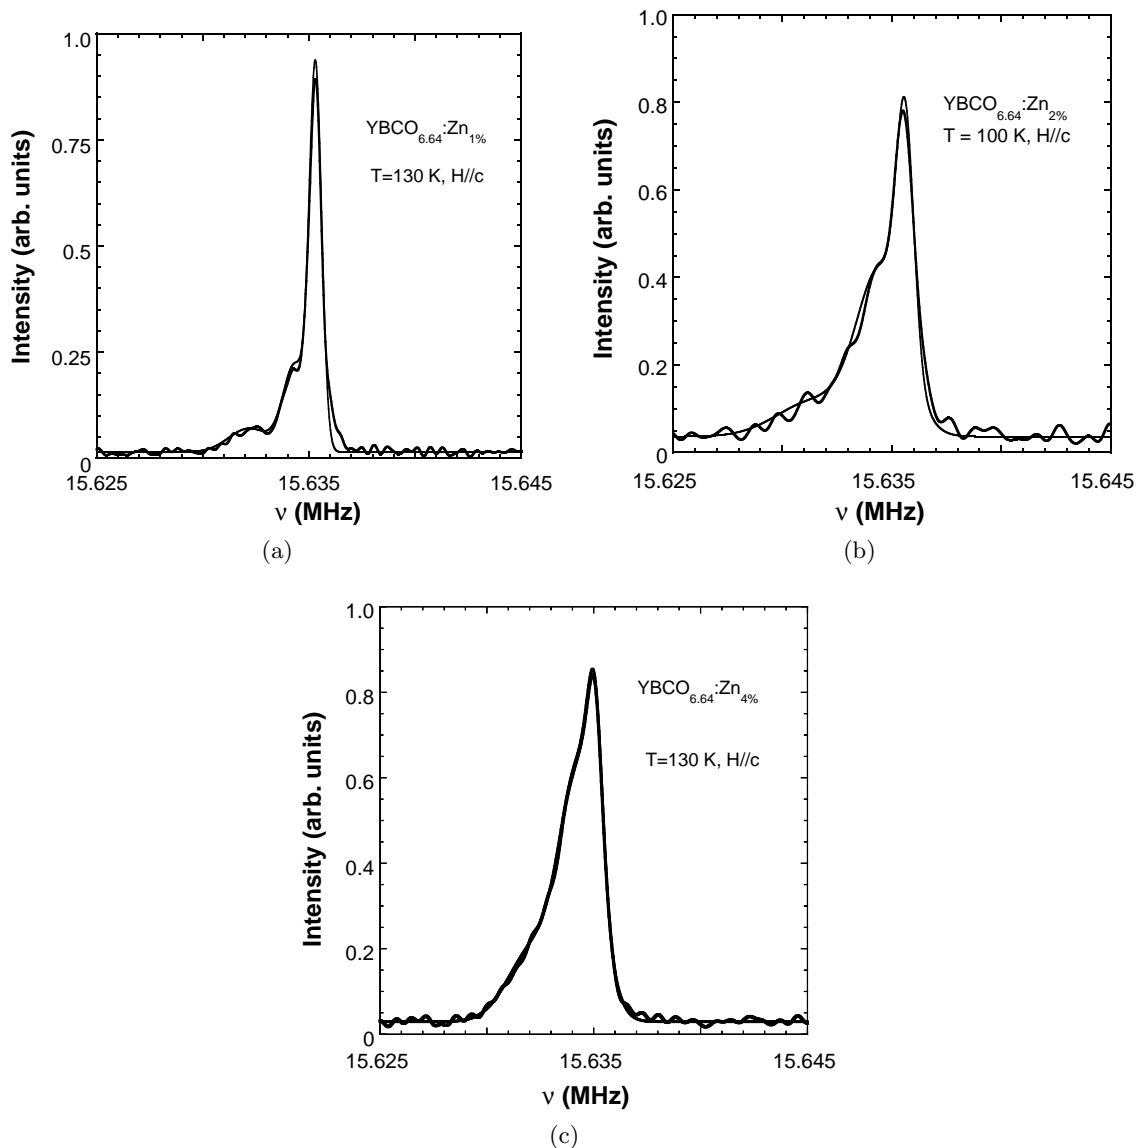 1.0
0.75
0.5
0.25
0
Intensity (arb. units)
YBCO6.64:Zn1%
T=130 K, H//c
15.625
15.635
15.645
ν (MHz)
(a)
1.0
0.8
0.6
0.4
0.2
0
Intensity (arb. units)
YBCO6.64:Zn2%
T = 100 K, H//c
15.625
15.635
15.645
ν (MHz)
(b)
1.0
0.8
0.6
0.4
0.2
0
Intensity (arb. units)
YBCO6.64:Zn4%
T=130 K, H//c
15.625
15.635
15.645
ν (MHz)
(c)